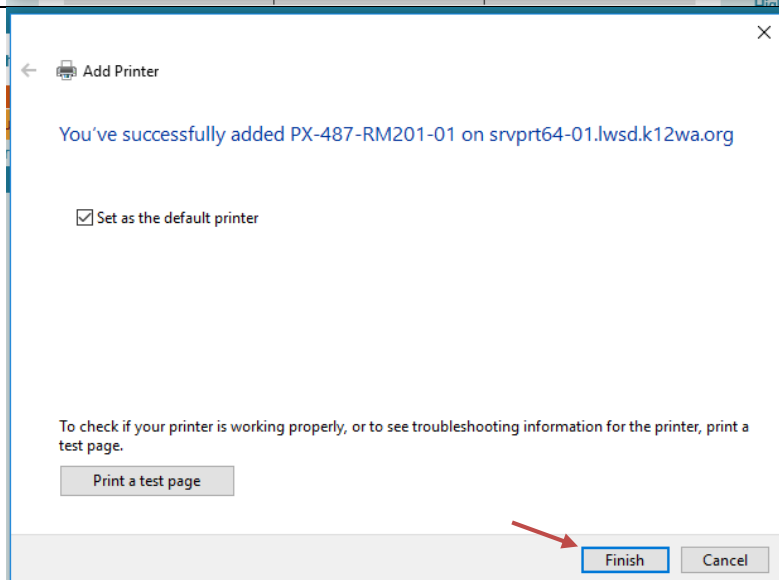 Add Printer
You've successfully added PX-487-RM201-01 on srvprt64-01.lwsd.k12wa.org
Set as the default printer
To check if your printer is working properly, or to see troubleshooting information for the printer, print a
test page.
Print a test page
Finish Cancel